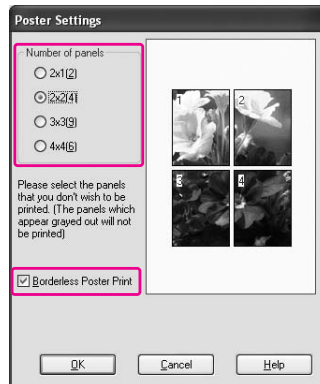 Poster Settings
Number of panels
2x1(2)
2x2(4)
3x3(9)
4x4(6)
1
2
3
4
Please select the panels
that you don't wish to be
printed. (The panels which
appear grayed out will not
be printed)
Borderless Poster Print
OK
Cancel
Help